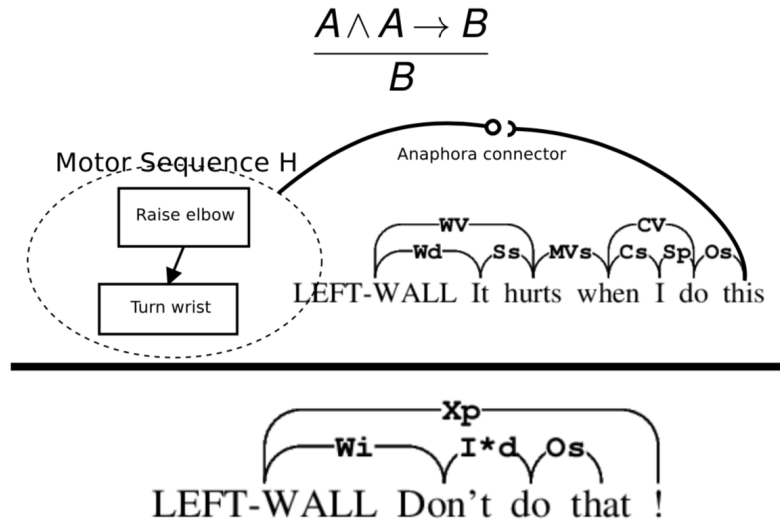 A ∧ A → B
B
Motor Sequence H
Anaphora connector
Raise elbow
Turn wrist
WV CV
Wd Ss MVs Cs Sp Os
LEFT-WALL It hurts when I do this
Xp
Wi I*d Os
LEFT-WALL Don't do that !